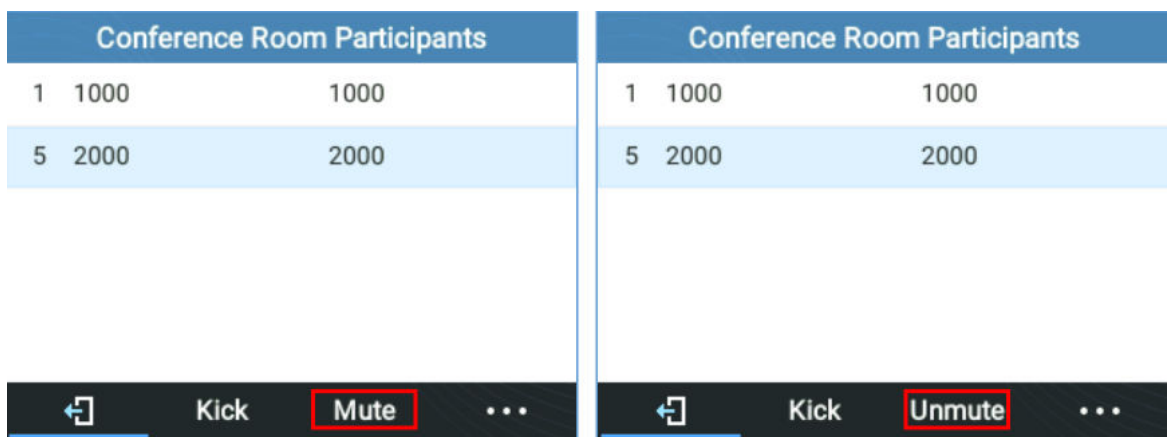 Conference Room Participants
1 1000 1000
5 2000 2000
Kick Mute ...
Conference Room Participants
1 1000 1000
5 2000 2000
Kick Unmute ...